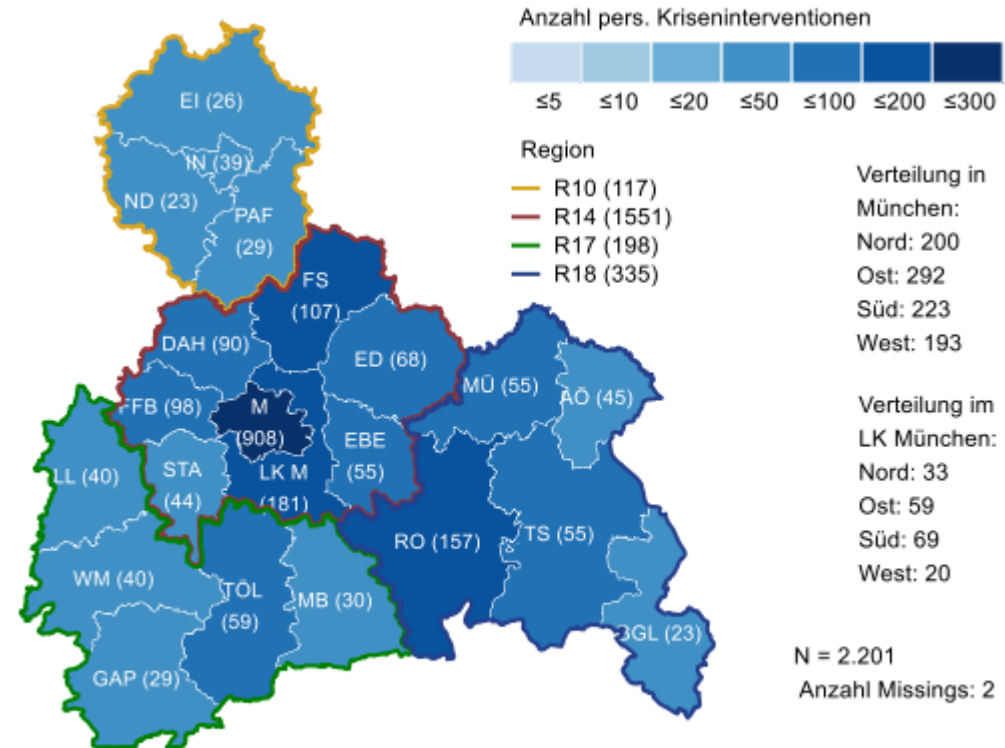 Anzahl pers. Kriseninterventionen
≤5 ≤10 ≤20 ≤50 ≤100 ≤200 ≤300
Region
R10 (117)
R14 (1551)
R17 (198)
R18 (335)
Verteilung in
München:
Nord: 200
Ost: 292
Süd: 223
West: 193
Verteilung im
LK München:
Nord: 33
Ost: 59
Süd: 69
West: 20
N = 2.201
Anzahl Missings: 2
EI (26)
IN (39)
ND (23)
PAF
(29)
FS
(107)
DAH (90)
ED (68)
MÜ (55)
AÖ (45)
FFB (98)
M
(908)
EBE
(55)
STA
(44)
LK M
(181)
LL (40)
RO (157)
TS (55)
WM (40)
TÖL
(59)
MB (30)
BGL (23)
GAP (29)